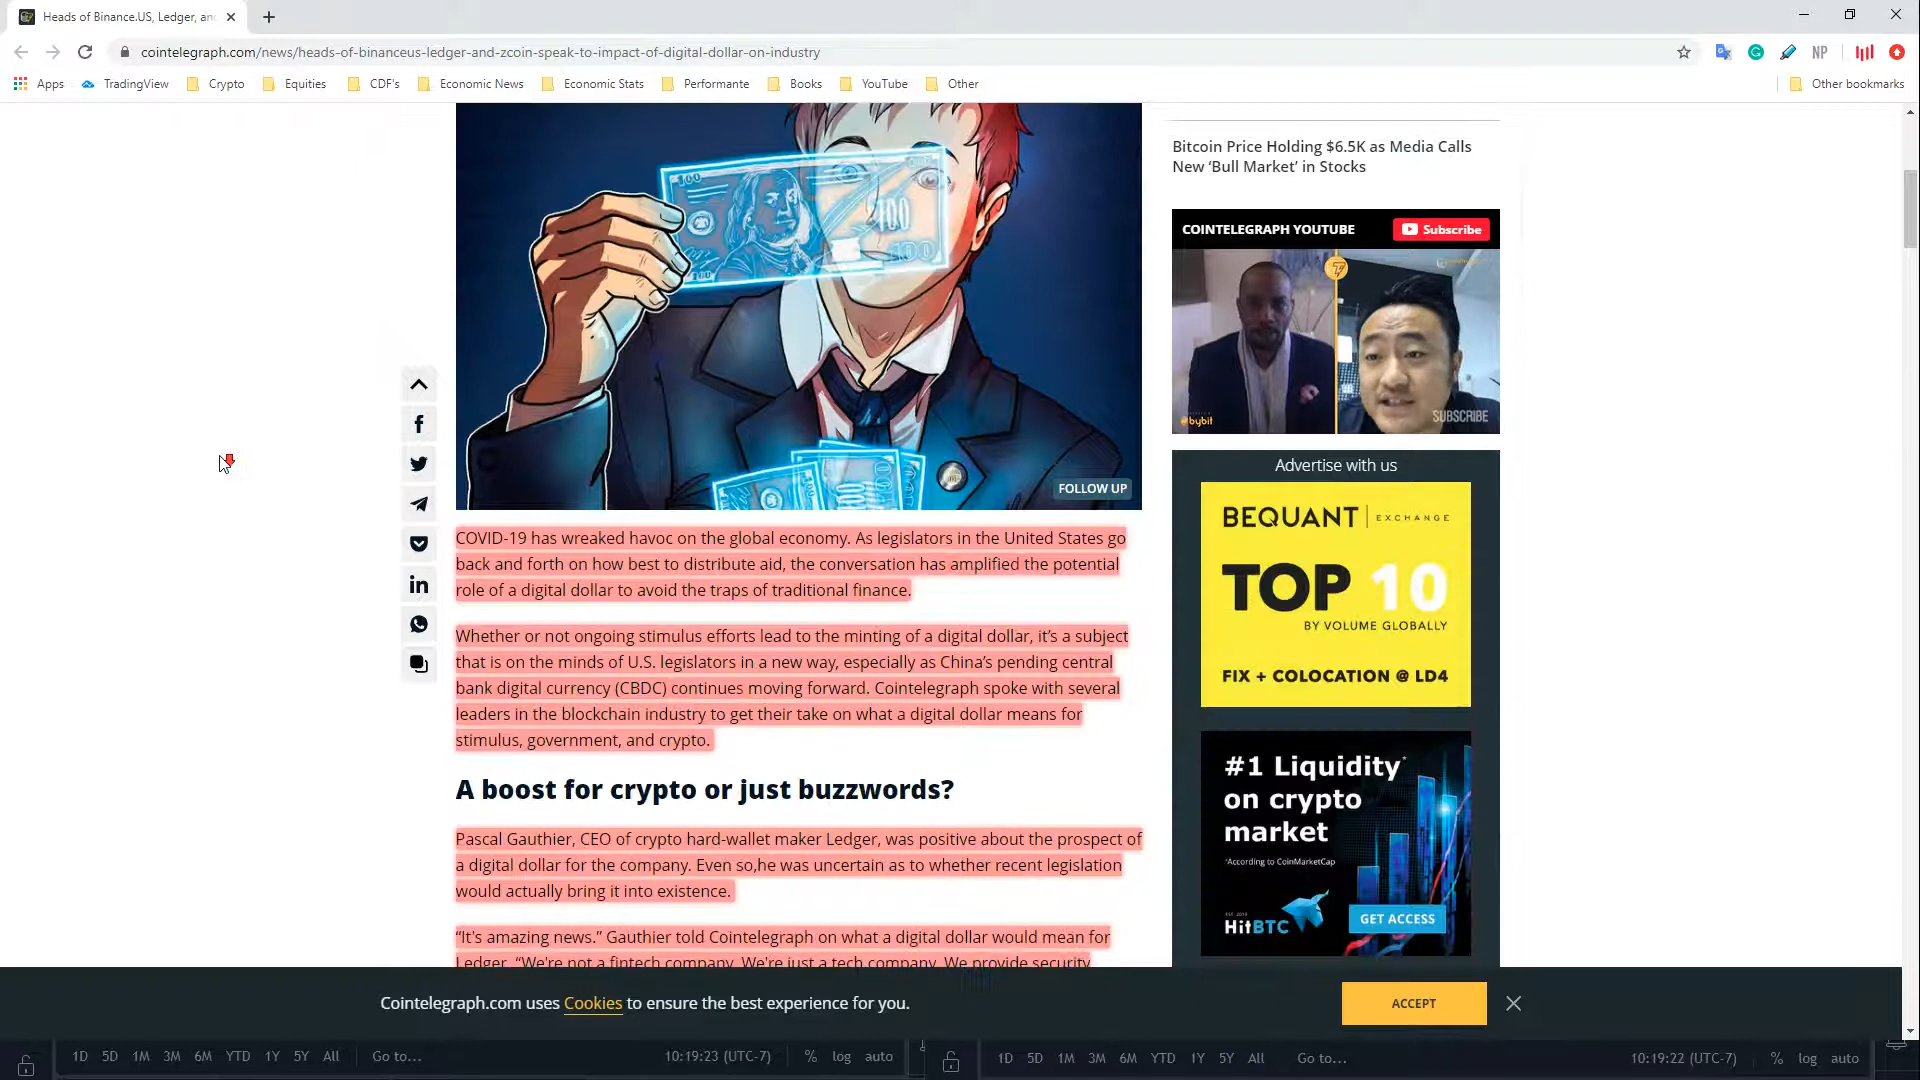 Heads of Binance.US, Ledger, an
cointelegraph.com/news/heads-of-binanceus-ledger-and-zcoin-speak-to-impact-of-digital-dollar-on-industry
NP
Apps TradingView Crypto Equities CDF's Economic News Economic Stats Performante Books YouTube Other Other bookmarks
100
100
100
100
FOLLOW UP
COVID-19 has wreaked havoc on the global economy. As legislators in the United States go
back and forth on how best to distribute aid, the conversation has amplified the potential
role of a digital dollar to avoid the traps of traditional finance.
Whether or not ongoing stimulus efforts lead to the minting of a digital dollar, it's a subject
that is on the minds of U.S. legislators in a new way, especially as China's pending central
bank digital currency (CBDC) continues moving forward. Cointelegraph spoke with several
leaders in the blockchain industry to get their take on what a digital dollar means for
stimulus, government, and crypto.
A boost for crypto or just buzzwords?
Pascal Gauthier, CEO of crypto hard-wallet maker Ledger, was positive about the prospect of
a digital dollar for the company. Even so,he was uncertain as to whether recent legislation
would actually bring it into existence.
“It's amazing news.” Gauthier told Cointelegraph on what a digital dollar would mean for
Ledger. “We're not a fintech company. We're just a tech company. We provide security
Bitcoin Price Holding $6.5K as Media Calls
New ‘Bull Market’ in Stocks
COINTELEGRAPH YOUTUBE Subscribe
bybit
SUBSCRIBE
Advertise with us
BEQUANT EXCHANGE
TOP 10
BY VOLUME GLOBALLY
FIX + COLOCATION @ LD4
#1 Liquidity*
on crypto
market
*According to CoinMarketCap
HitBTC
GET ACCESS
Cointelegraph.com uses Cookies to ensure the best experience for you.
ACCEPT
1D 5D 1M 3M 6M YTD 1Y 5Y All Go to... 10:19:23 (UTC-7) % log auto
1D 5D 1M 3M 6M YTD 1Y 5Y All Go to... 10:19:22 (UTC-7) % log auto